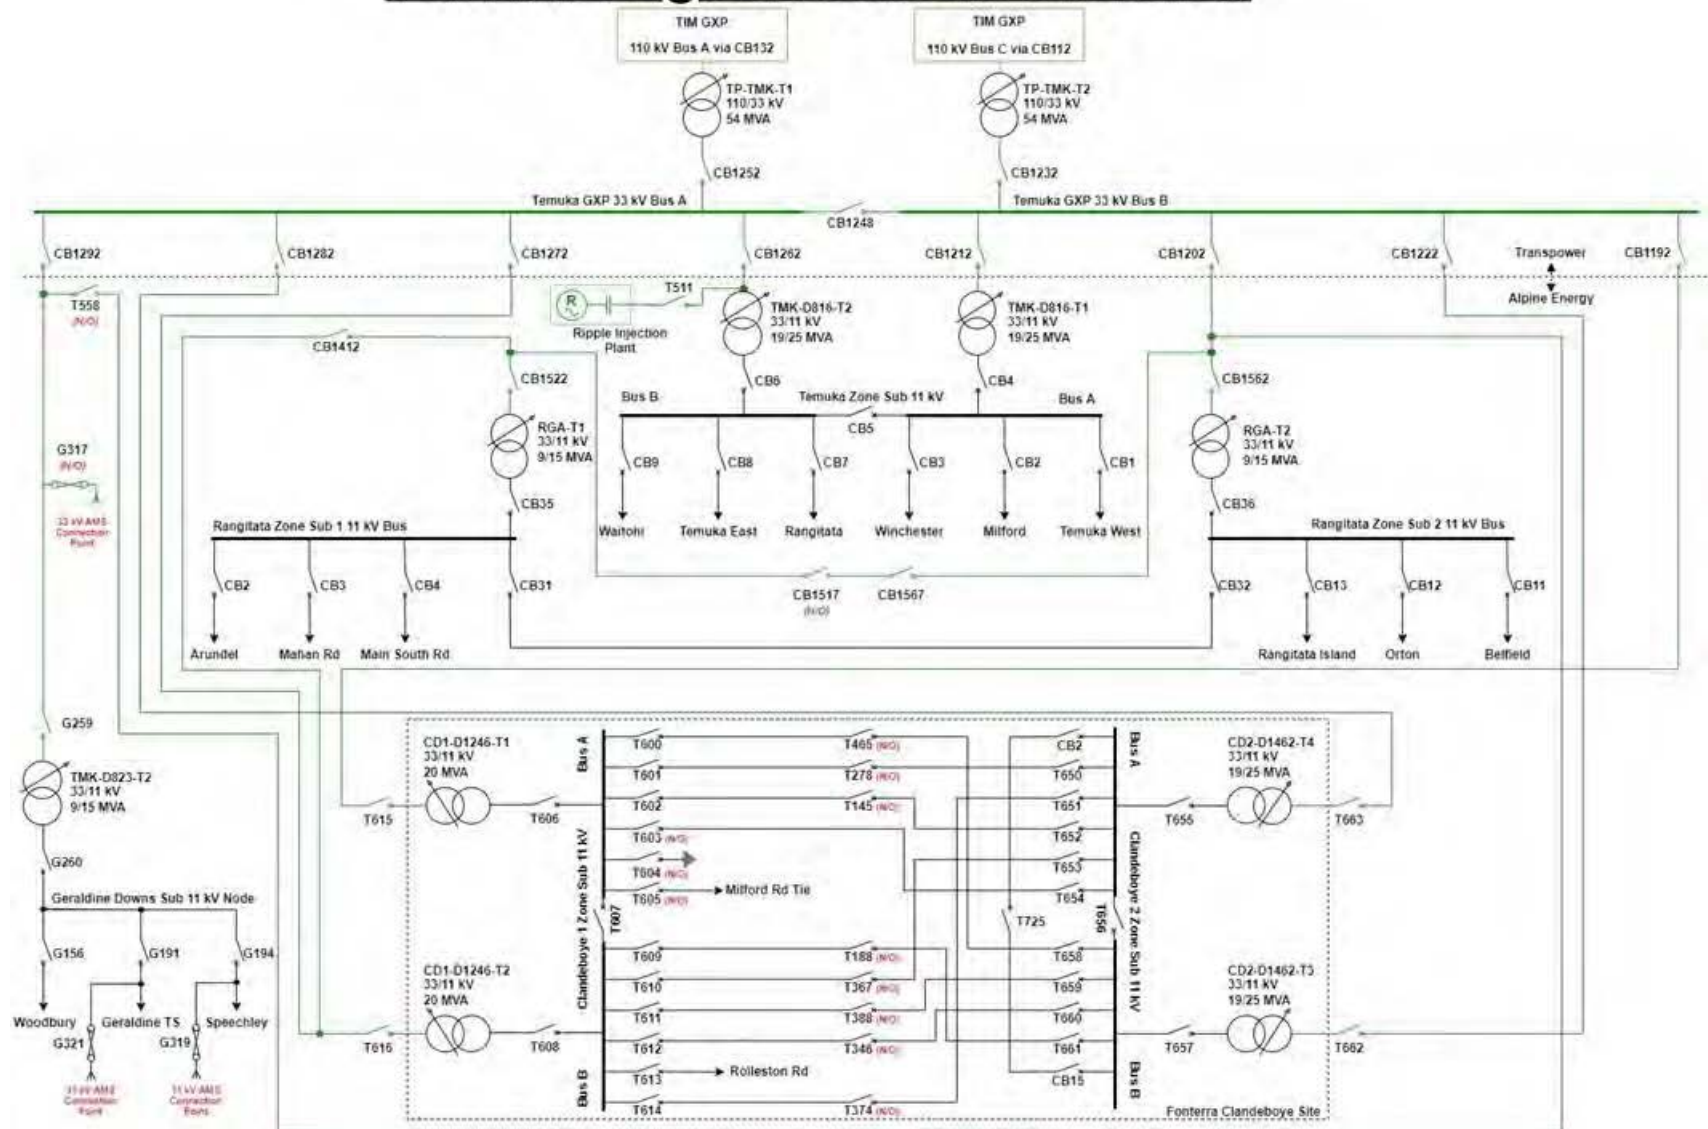 TIM GXP
110 kV Bus A via CB132
TIM GXP
110 kV Bus C via CB112
TP-TMK-T1
110/33 kV
54 MVA
TP-TMK-T2
110/33 kV
54 MVA
CB1252
CB1232
Temuka GXP 33 kV Bus A
Temuka GXP 33 kV Bus B
CB1248
CB1292
CB1282
CB1272
CB1262
CB1212
CB1202
CB1222
Transpower
CB1192
Alpine Energy
T558
(N/O)
T511
R
Ripple Injection
Plant
TMK-D816-T2
33/11 kV
19/25 MVA
TMK-D816-T1
33/11 kV
19/25 MVA
CB1412
CB1522
CB6
CB4
CB1562
Bus B
Temuka Zone Sub 11 kV
Bus A
CB5
RGA-T1
33/11 kV
9/15 MVA
RGA-T2
33/11 kV
9/15 MVA
G317
(N/O)
33 kV AMS
Connection
Point
CB9
CB8
CB7
CB3
CB2
CB1
CB35
CB36
Waitohi
Temuka East
Rangitata
Winchester
Milford
Temuka West
Rangitata Zone Sub 1 11 kV Bus
Rangitata Zone Sub 2 11 kV Bus
CB2
CB3
CB4
CB31
CB1517
(N/O)
CB1567
CB32
CB13
CB12
CB11
Arundel
Main South Rd
Rangitata Island
Orton
Belfield
G259
TMK-D823-T2
33/11 kV
9/15 MVA
G260
Geraldine Downs Sub 11 kV Node
G156
G191
G194
Woodbury
Geraldine TS
Speechley
G321
G319
11 kV AMS
Connection
Point
11 kV AMS
Connection
Point
CD1-D1246-T1
33/11 kV
20 MVA
T615
T606
CD1-D1246-T2
33/11 kV
20 MVA
T616
T608
Bus A
Clandeboye 1 Zone Sub 11 kV
Bus B
T607
T600
T465 (N/O)
T601
T278 (N/O)
T602
T145 (N/O)
T603 (N/O)
T604
(N/O)
T605 (N/O)
Milford Rd Tie
T609
T188 (N/O)
T610
T367 (N/O)
T611
T388 (N/O)
T612
T346 (N/O)
T613
Rolleston Rd
T614
T374 (N/O)
CB2
T650
T651
T652
T653
T654
T725
T656
T658
T659
T660
T661
CB15
Bus A
Clandeboye 2 Zone Sub 11 kV
Bus B
CD2-D1462-T4
33/11 kV
19/25 MVA
T655
T663
CD2-D1462-T3
33/11 kV
19/25 MVA
T657
T662
Fonterra Clandeboye Site